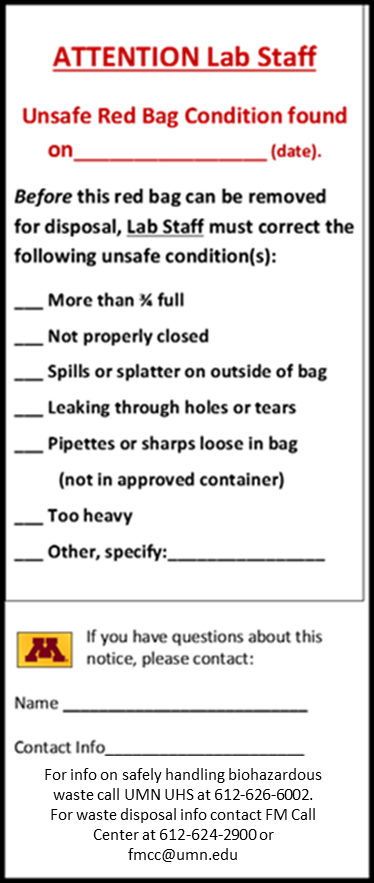 ATTENTION Lab Staff
Unsafe Red Bag Condition found
on___________________ (date).
Before this red bag can be removed
for disposal, Lab Staff must correct the
following unsafe condition(s):
___ More than ¾ full
___ Not properly closed
___ Spills or splatter on outside of bag
___ Leaking through holes or tears
___ Pipettes or sharps loose in bag
(not in approved container)
___ Too heavy
___ Other, specify:_________________
M
If you have questions about this
notice, please contact:
Name ___________________________
Contact Info______________________
For info on safely handling biohazardous
waste call UMN UHS at 612-626-6002.
For waste disposal info contact FM Call
Center at 612-624-2900 or
fmcc@umn.edu